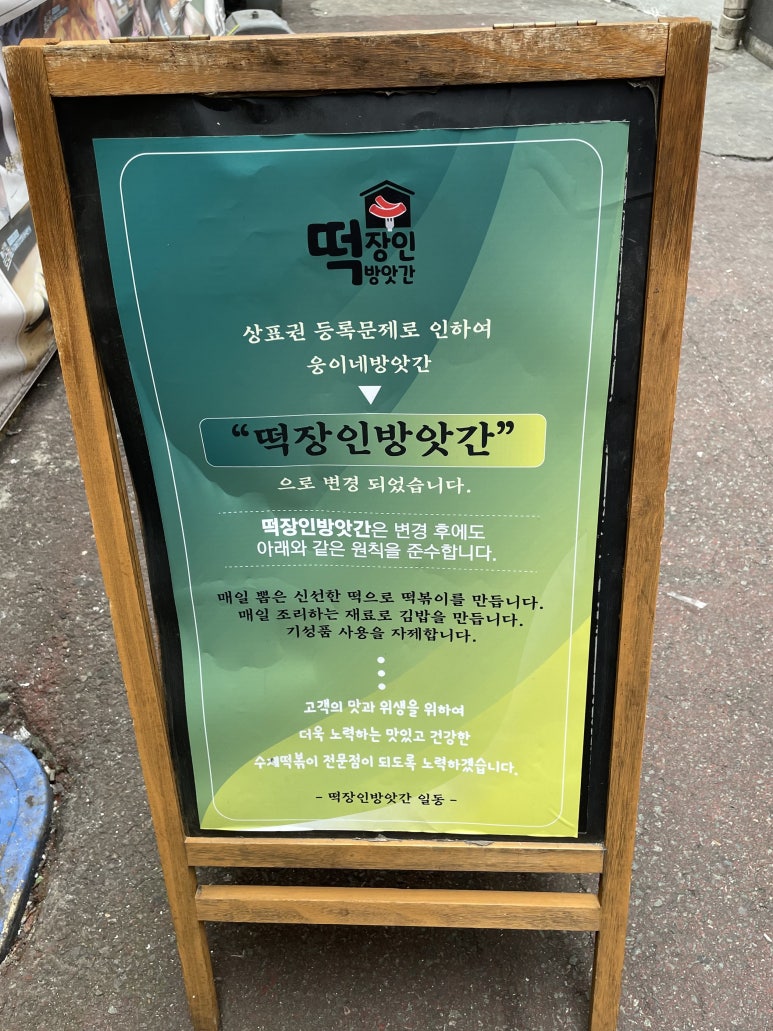 떡장인
방앗간
상표권 등록문제로 인하여
웅이네방앗간
“떡장인방앗간”
으로 변경 되었습니다.
떡장인방앗간은 변경 후에도
아래와 같은 원칙을 준수합니다.
매일 뽑은 신선한 떡으로 떡볶이를 만듭니다.
매일 조리하는 재료로 김밥을 만듭니다.
기성품 사용을 자제합니다.
고객의 맛과 위생을 위하여
더욱 노력하는 맛있고 건강한
수제떡볶이 전문점이 되도록 노력하겠습니다.
- 떡장인방앗간 일동 -